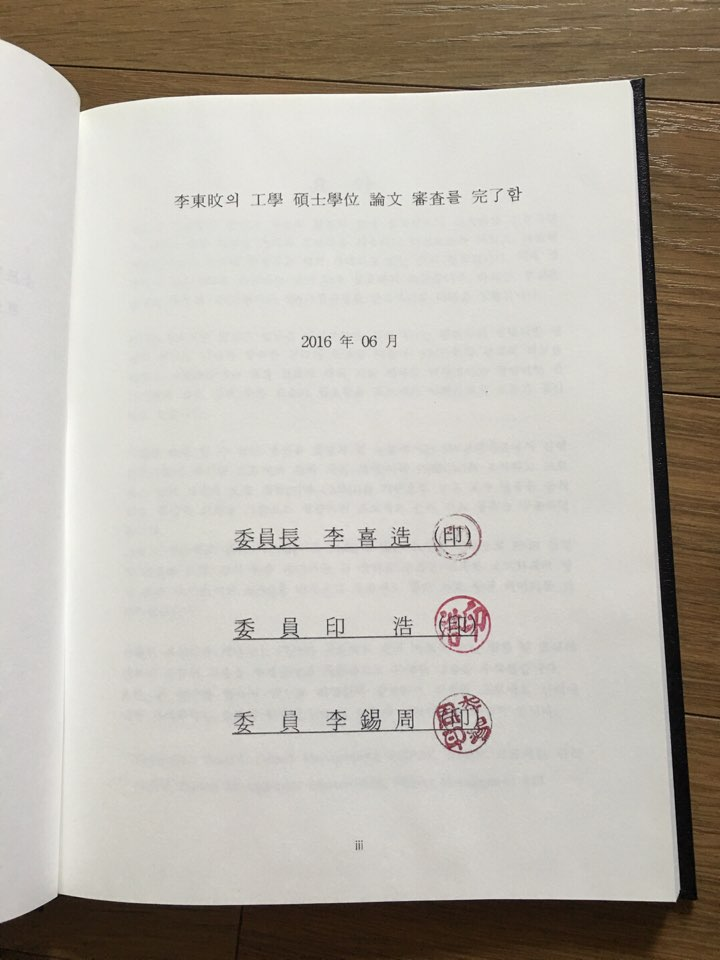 李東旼의 工學 碩士學位 論文 審査를 完了함
2016 年 06 月
委員長 李 喜 造 (印)
委 員 印 浩 (印)
委 員 李 錫 周 (印)
iii